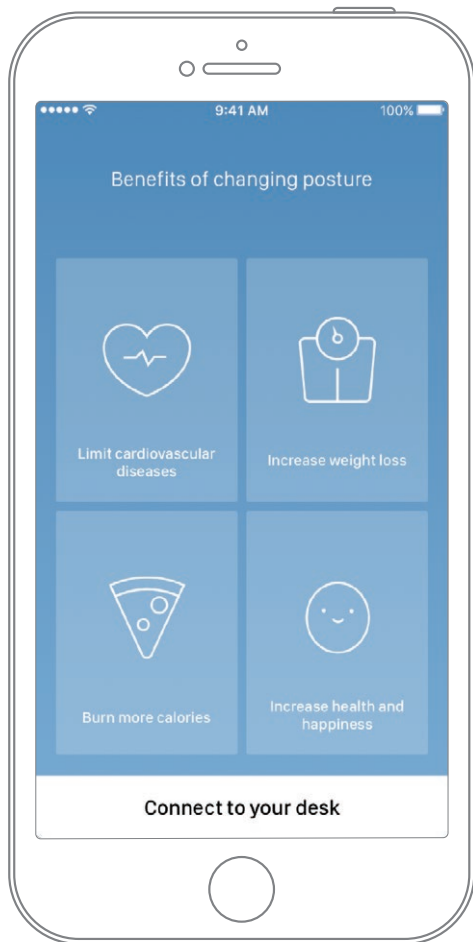 9:41 AM 100%
Benefits of changing posture
Limit cardiovascular
diseases
Increase weight loss
Burn more calories
Increase health and
happiness
Connect to your desk